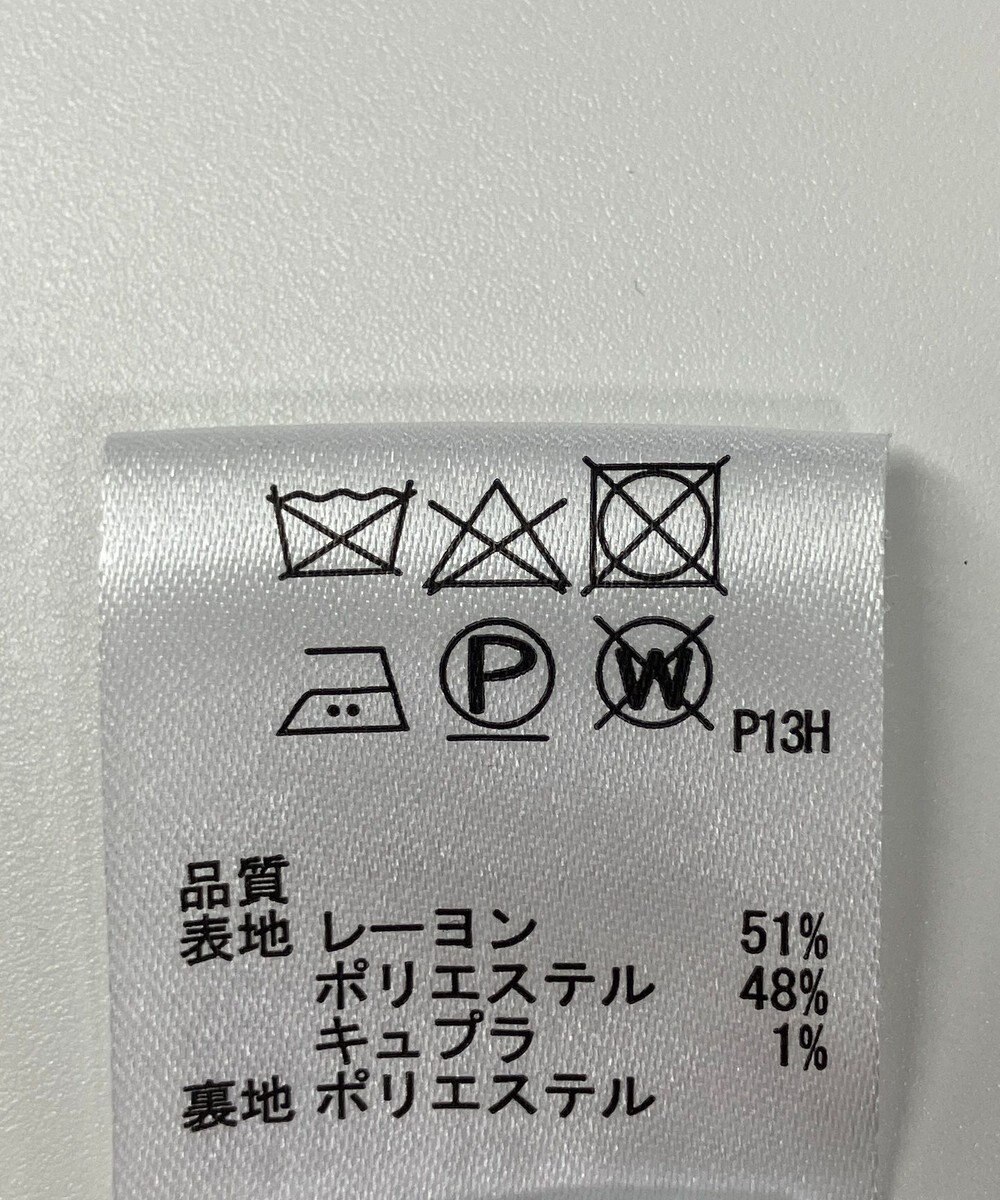 P W P13H
品質
表地 レーヨン 51%
ポリエステル 48%
キュプラ 1%
裏地 ポリエステル